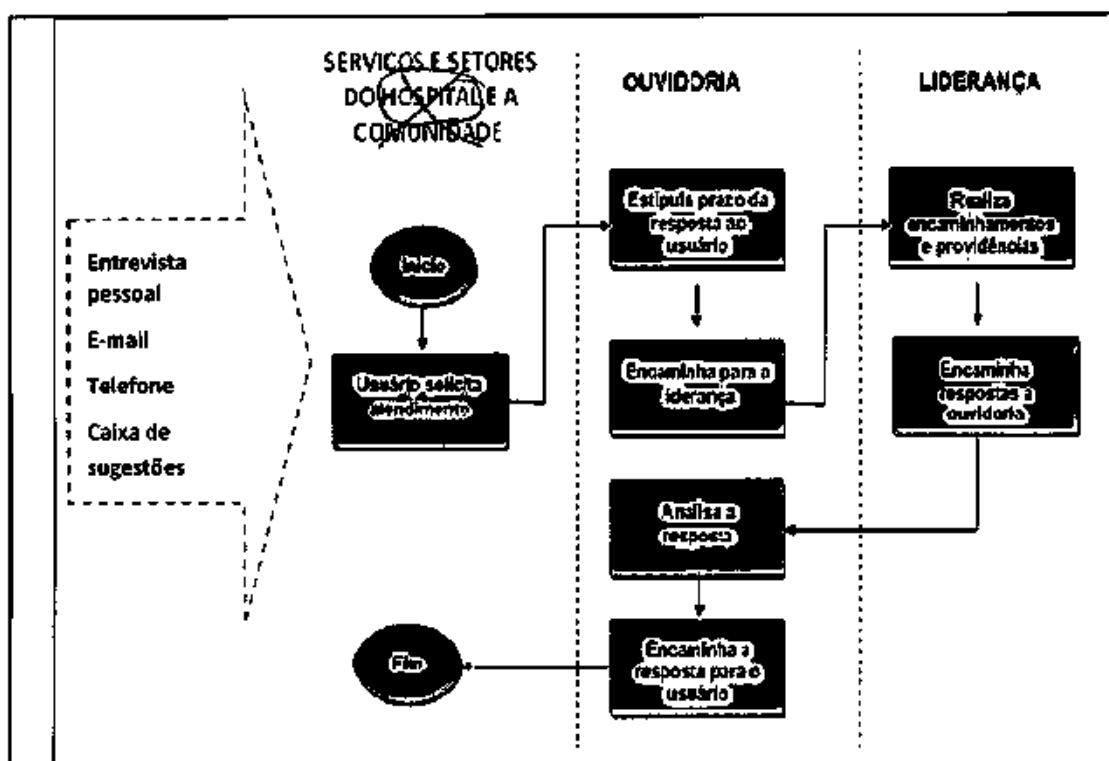 SERVIÇOS E SETORES
DO HOSPITAL E A
COMUNIDADE
OUVIDORIA
LIDERANÇA
Entrevista
pessoal
E-mail
Telefone
Caixa de
sugestões
Início
Usuário solicita
atendimento
Estipula prazo da
resposta ao
usuário
Encaminha para a
liderança
Analisa a
resposta
Encaminha a
resposta para o
usuário
Realiza
encaminhamentos
e providências
Encaminha
respostas a
ouvidoria
Fim